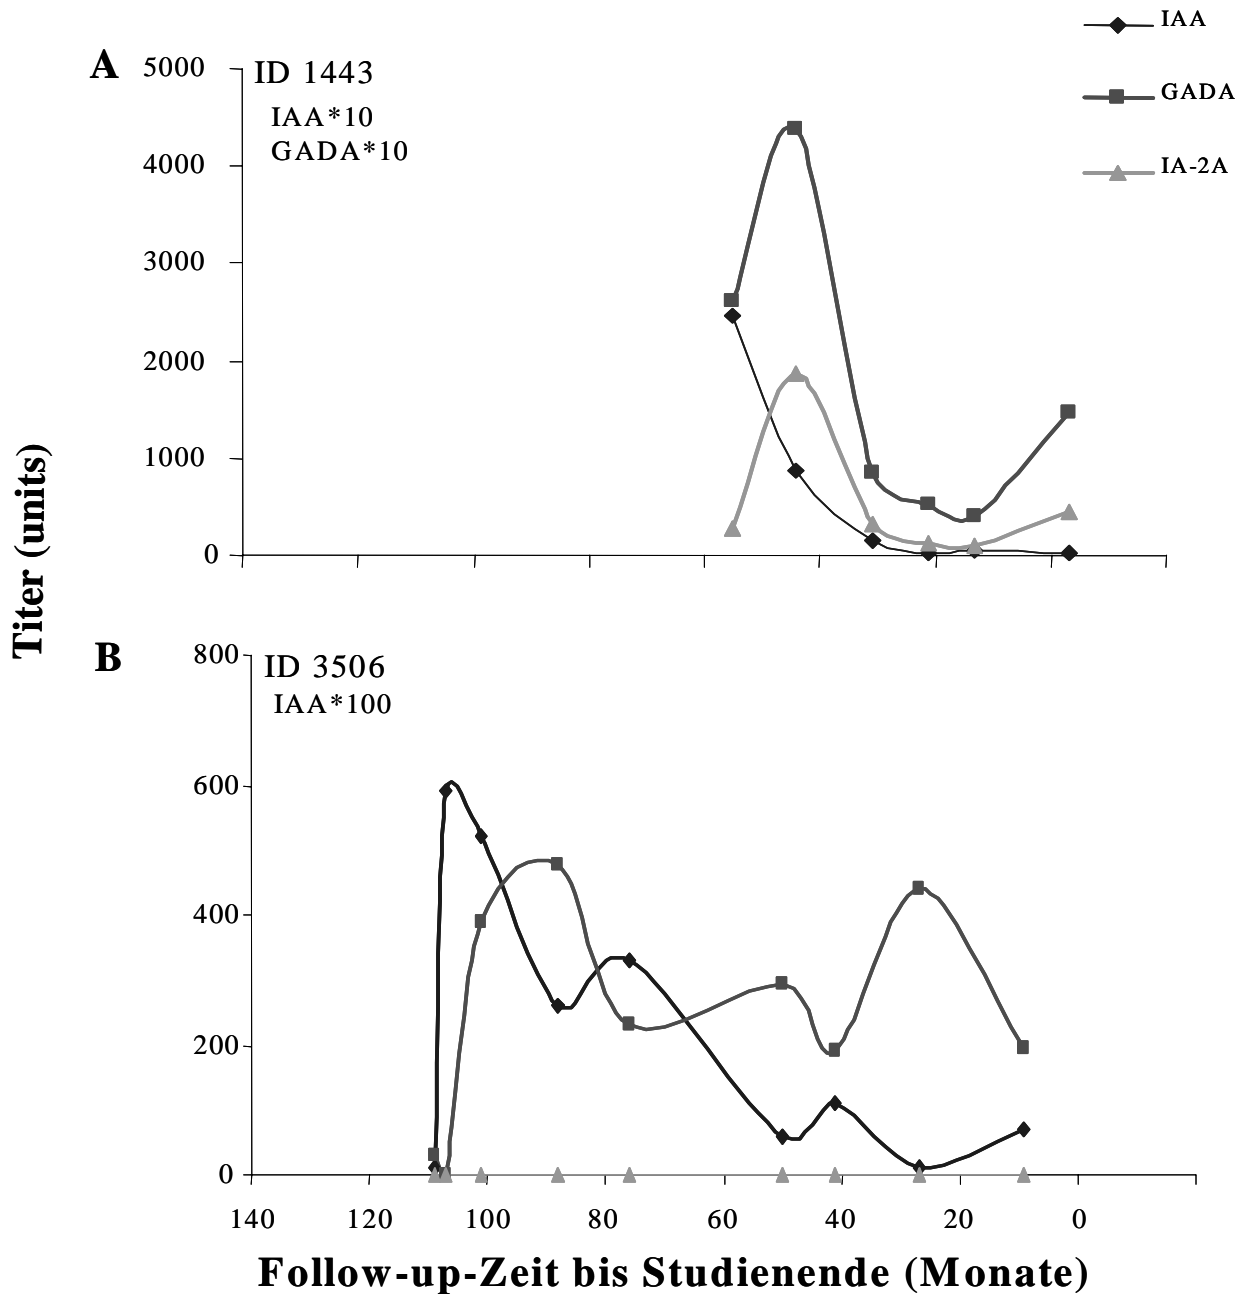 IAA
GADA
IA-2A
A
ID 1443
IAA*10
GADA*10
5000
4000
3000
2000
1000
0
Titer (units)
B
ID 3506
IAA*100
800
600
400
200
0
140 120 100 80 60 40 20 0
Follow-up-Zeit bis Studienende (Monate)